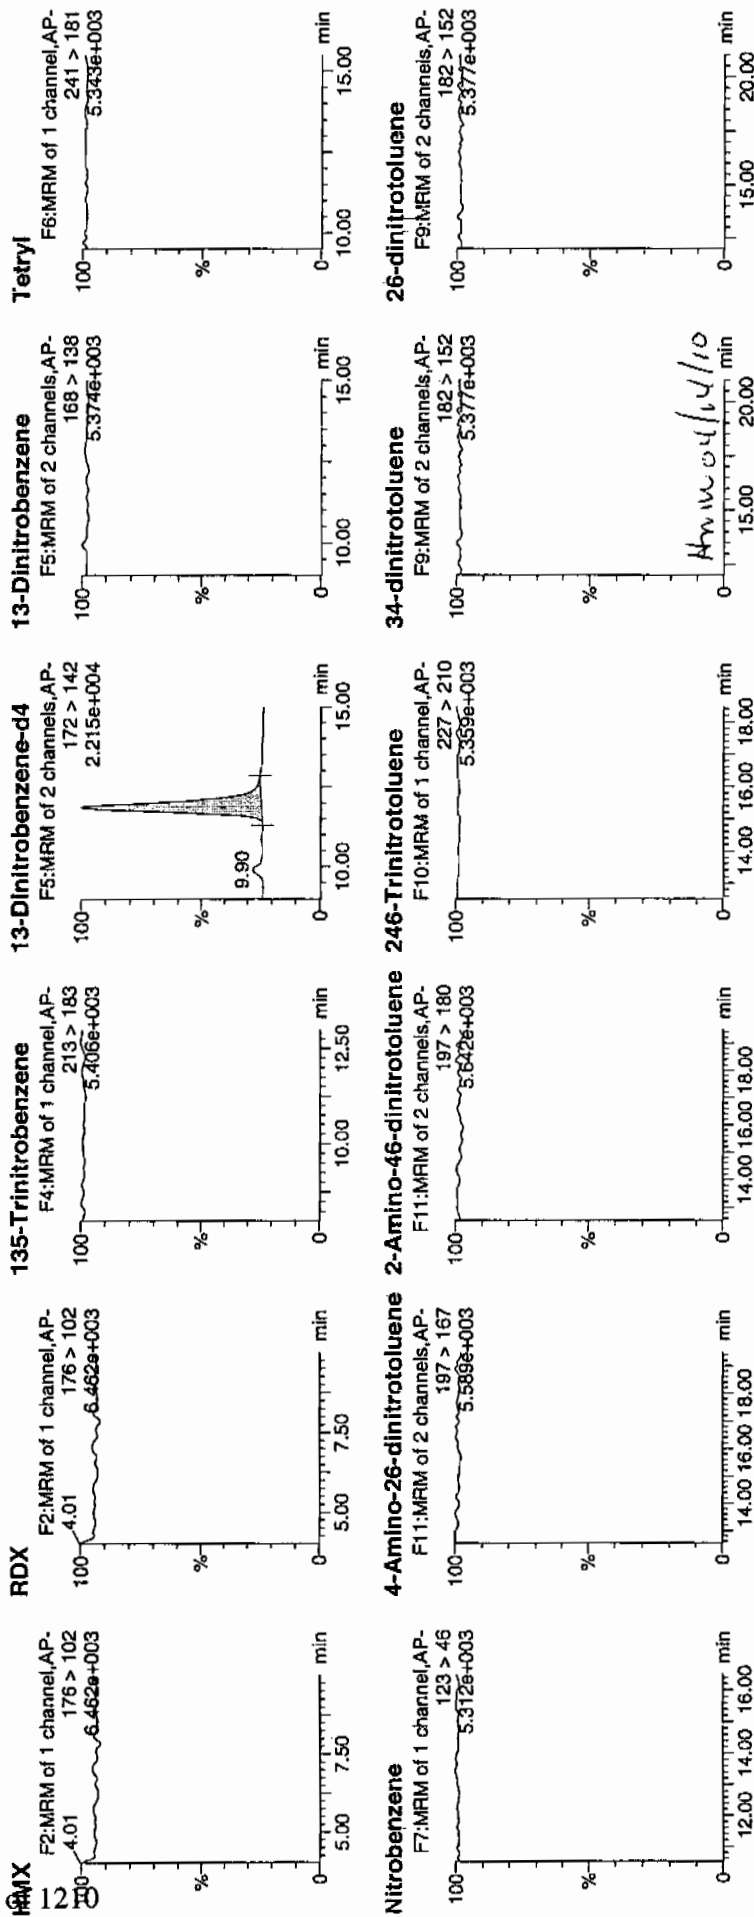 HMX
F2:MRM of 1 channel,AP-
176 > 102
6.462e+003
4.01
100
%
0
5.00 7.50 min
RDX
F2:MRM of 1 channel,AP-
176 > 102
6.462e+003
4.01
100
%
0
5.00 7.50 min
135-Trinitrobenzene
F4:MRM of 1 channel,AP-
213 > 183
5.406e+003
100
%
0
10.00 12.50 min
13-Dinitrobenzene-d4
F5:MRM of 2 channels,AP-
172 > 142
2.215e+004
100
9.90
%
0
10.00 15.00 min
13-Dinitrobenzene
F5:MRM of 2 channels,AP-
168 > 138
5.374e+003
100
%
0
10.00 15.00 min
Tetryl
F6:MRM of 1 channel,AP-
241 > 181
5.343e+003
100
%
0
10.00 15.00 min
Nitrobenzene
F7:MRM of 1 channel,AP-
123 > 46
5.312e+003
100
%
0
12.00 14.00 16.00 min
4-Amino-26-dinitrotoluene
F11:MRM of 2 channels,AP-
197 > 167
5.589e+003
100
%
0
14.00 16.00 18.00 min
2-Amino-46-dinitrotoluene
F11:MRM of 2 channels,AP-
197 > 180
5.642e+003
100
%
0
14.00 16.00 18.00 min
246-Trinitrotoluene
F10:MRM of 1 channel,AP-
227 > 210
5.359e+003
100
%
0
14.00 16.00 18.00 min
34-dinitrotoluene
F9:MRM of 2 channels,AP-
182 > 152
5.377e+003
100
%
0
15.00 20.00 min
04/14/10
26-dinitrotoluene
F9:MRM of 2 channels,AP-
182 > 152
5.377e+003
100
%
0
15.00 20.00 min
1210